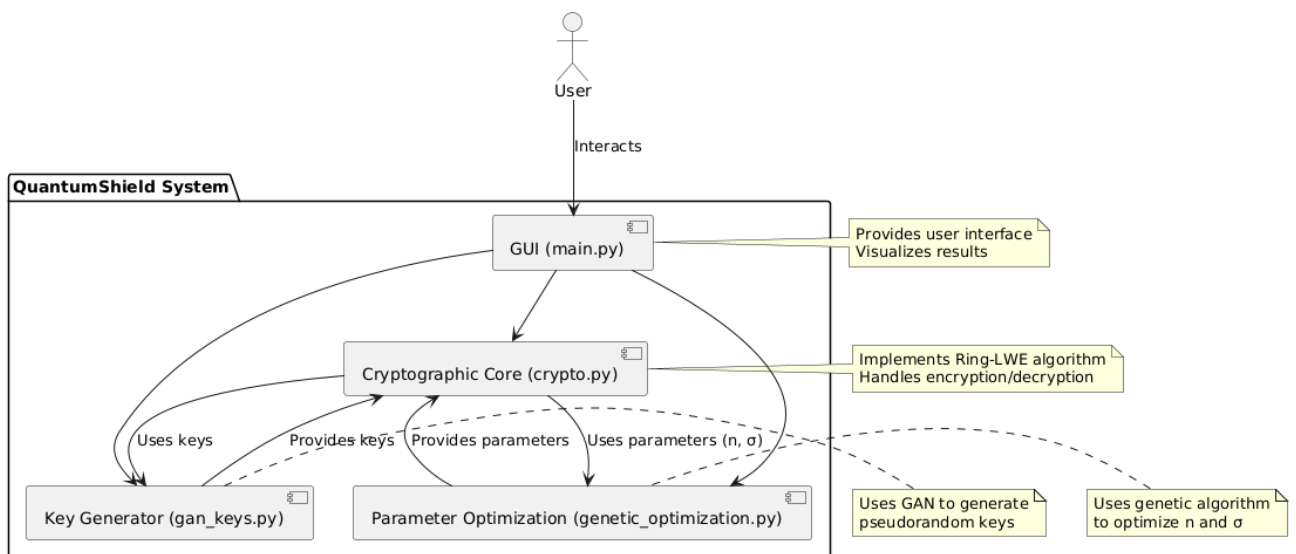 User
Interacts
QuantumShield System
GUI (main.py)
Provides user interface
Visualizes results
Cryptographic Core (crypto.py)
Implements Ring-LWE algorithm
Handles encryption/decryption
Uses keys
Provides keys
Provides parameters
Uses parameters (n, σ)
Key Generator (gan_keys.py)
Parameter Optimization (genetic_optimization.py)
Uses GAN to generate
pseudorandom keys
Uses genetic algorithm
to optimize n and σ